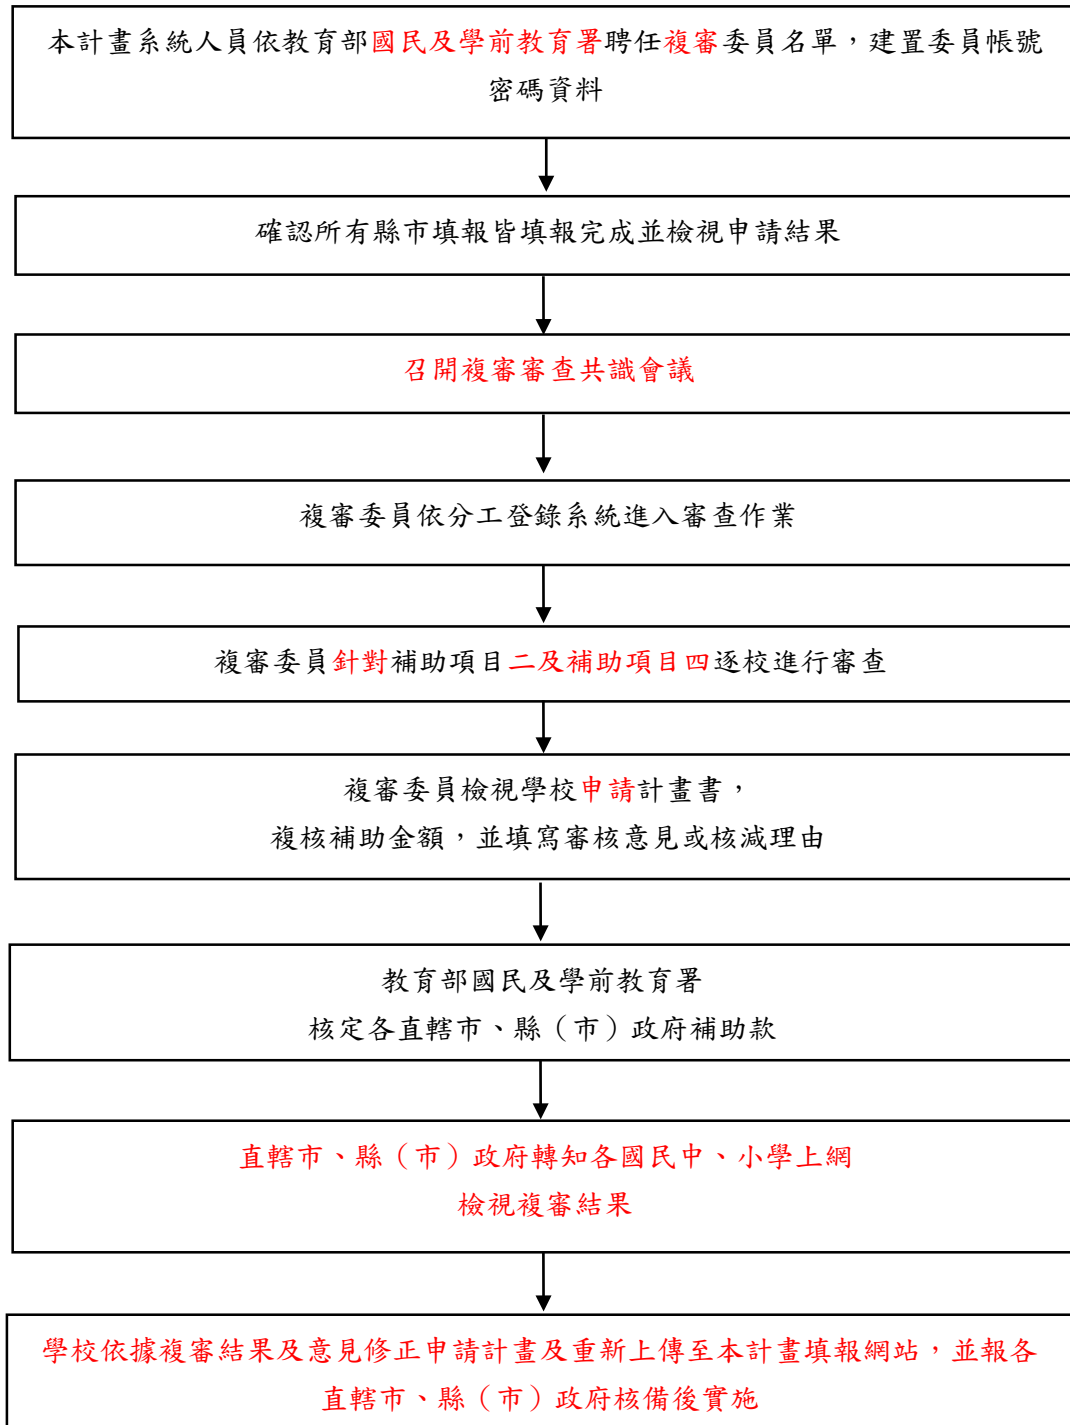 本計畫系統人員依教育部國民及學前教育署聘任複審委員名單，建置委員帳號
密碼資料
確認所有縣市填報皆填報完成並檢視申請結果
召開複審審查共識會議
複審委員依分工登錄系統進入審查作業
複審委員針對補助項目二及補助項目四逐校進行審查
複審委員檢視學校申請計畫書，
複核補助金額，並填寫審核意見或核減理由
教育部國民及學前教育署
核定各直轄市、縣（市）政府補助款
直轄市、縣（市）政府轉知各國民中、小學上網
檢視複審結果
學校依據複審結果及意見修正申請計畫及重新上傳至本計畫填報網站，並報各
直轄市、縣（市）政府核備後實施